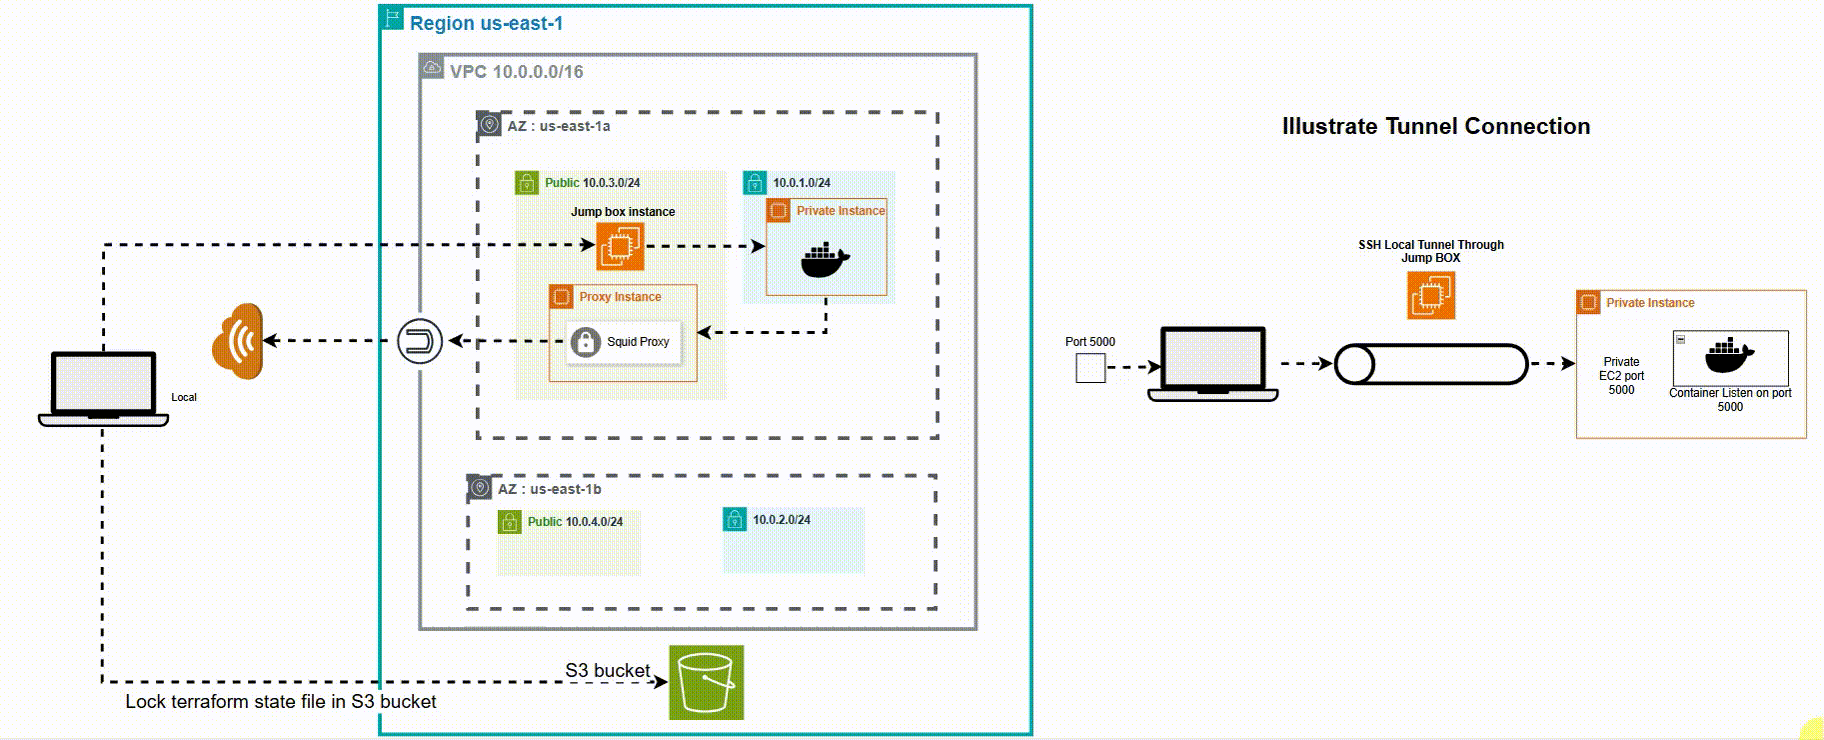 Region us-east-1
VPC 10.0.0.0/16
AZ : us-east-1a
Public 10.0.3.0/24
10.0.1.0/24
Jump box instance
Private Instance
Proxy Instance
Squid Proxy
Local
AZ : us-east-1b
Public 10.0.4.0/24
10.0.2.0/24
S3 bucket
Lock terraform state file in S3 bucket
Illustrate Tunnel Connection
SSH Local Tunnel Through
Jump BOX
Port 5000
Private Instance
Private
EC2 port
5000
Container Listen on port
5000